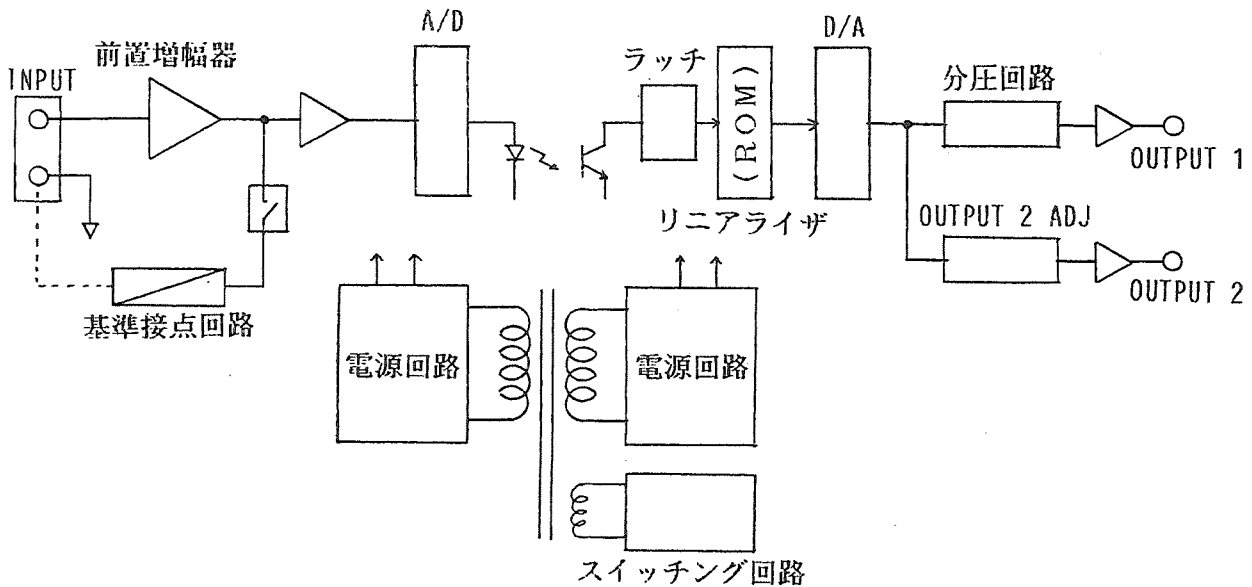 A/D
D/A
前置増幅器
INPUT
ラッチ
(ROM)
分圧回路
OUTPUT 1
リニアライザ
OUTPUT 2 ADJ
OUTPUT 2
基準接点回路
電源回路
電源回路
スイッチング回路